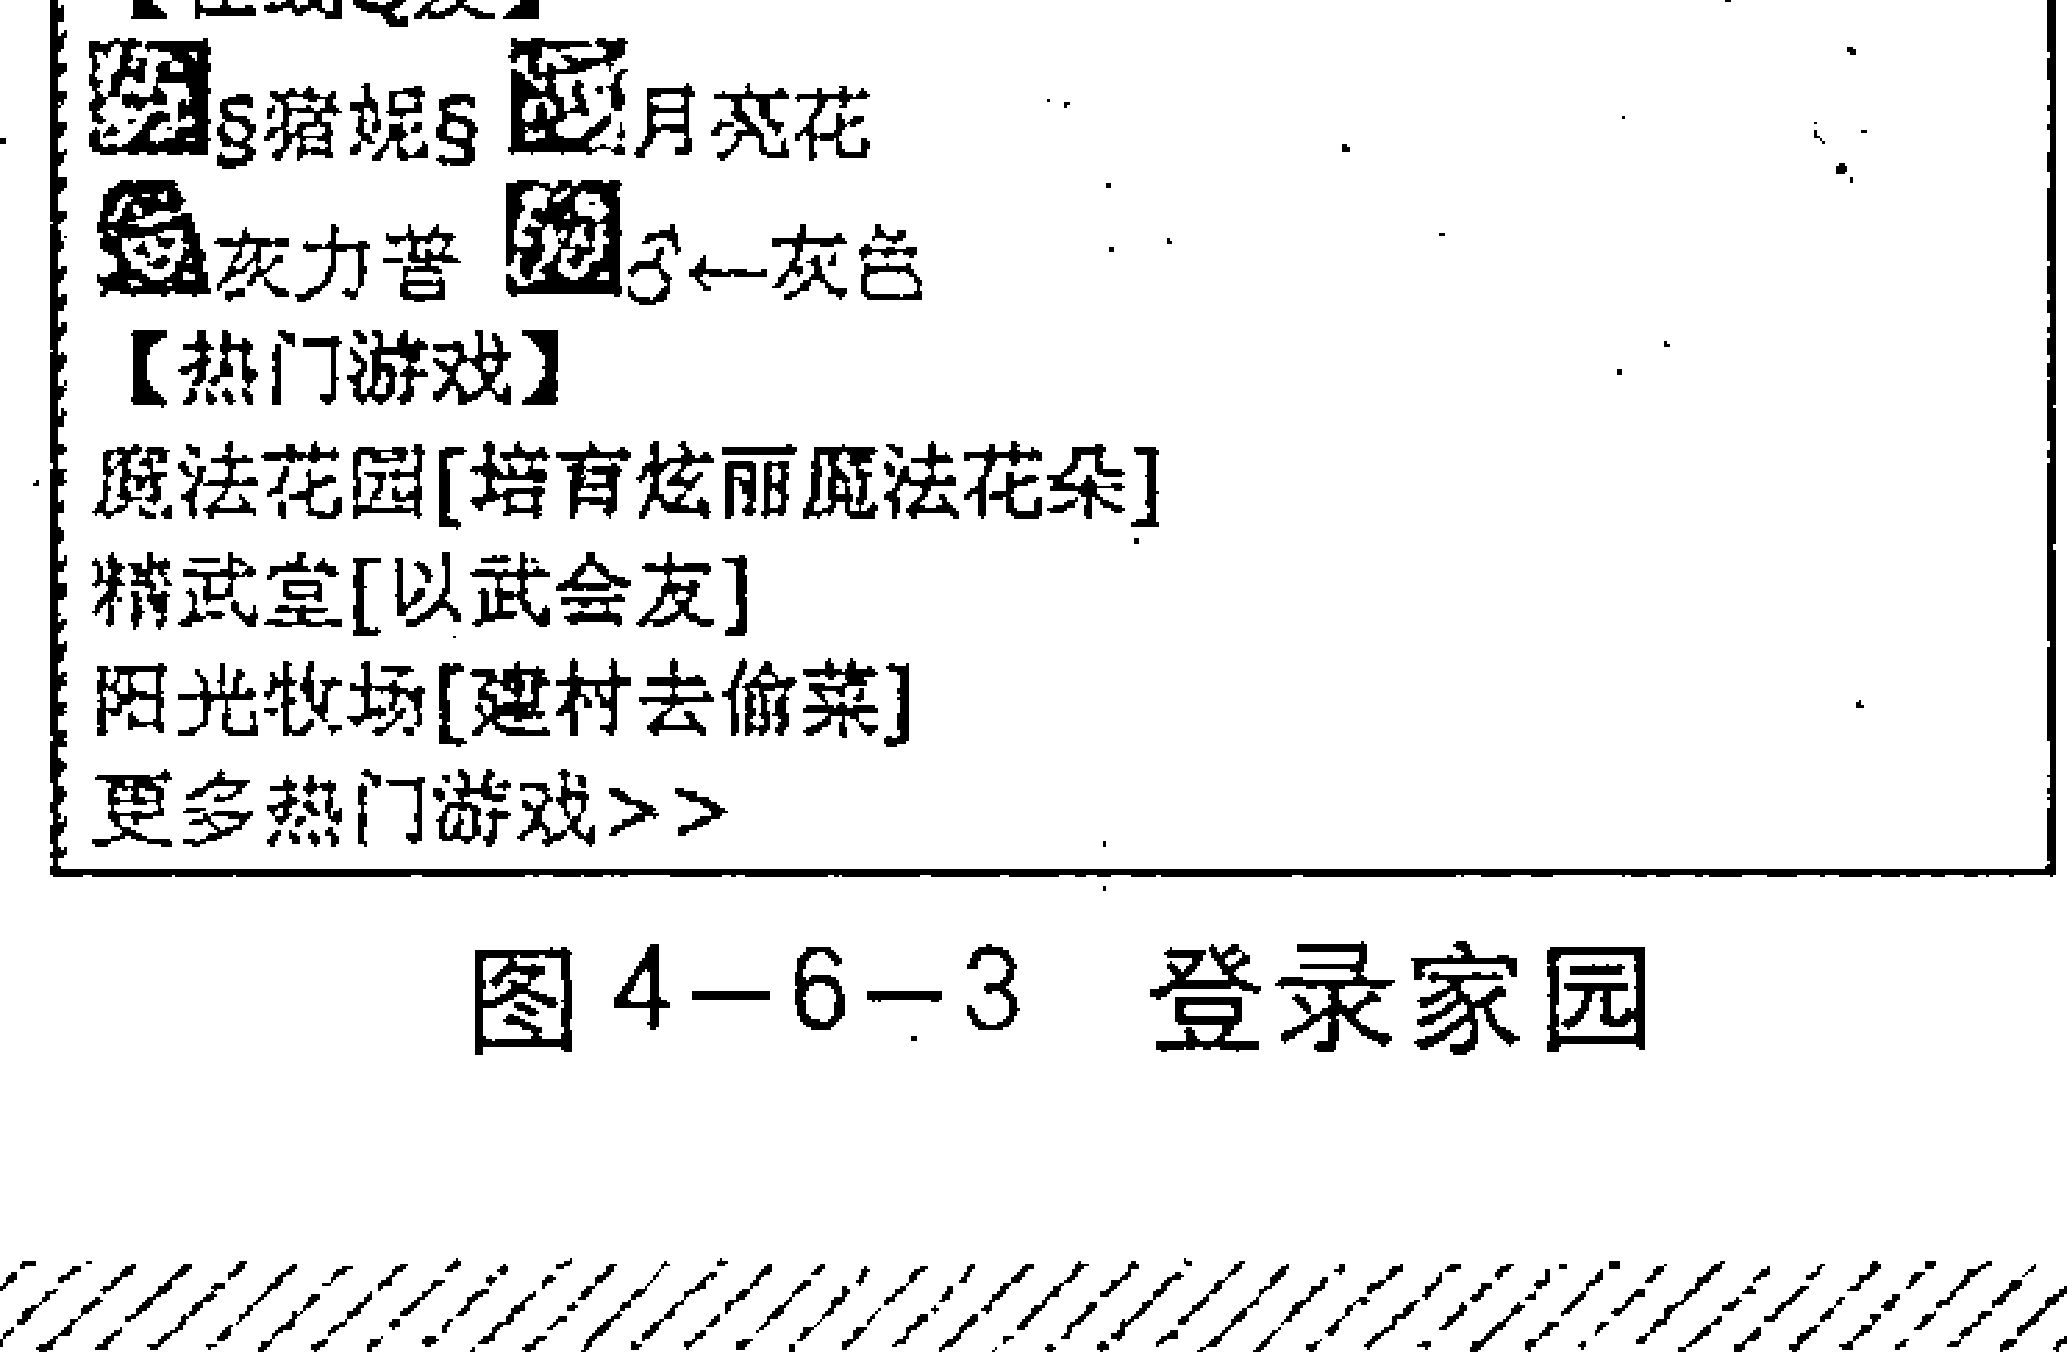 §猪妮§ 月亮花
灰力普 ♂←灰色
【热门游戏】
魔法花园[培育炫丽魔法花朵]
精武堂[以武会友]
阳光牧场[建村去偷菜]
更多热门游戏>>
图4-6-3 登录家园